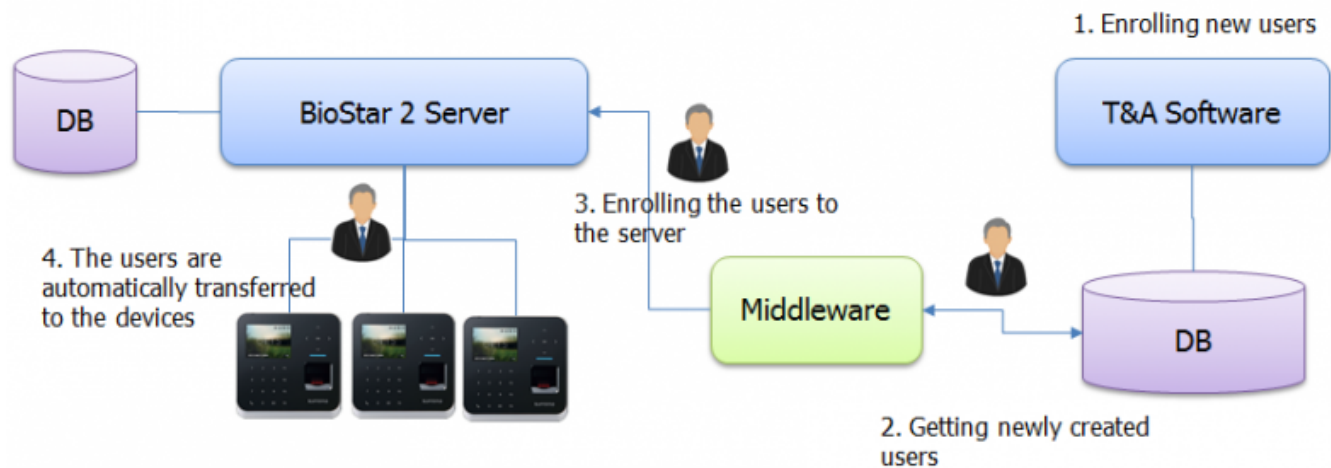 1. Enrolling new users
DB
BioStar 2 Server
T&A Software
3. Enrolling the users to
the server
4. The users are
automatically transferred
to the devices
Middleware
DB
2. Getting newly created
users